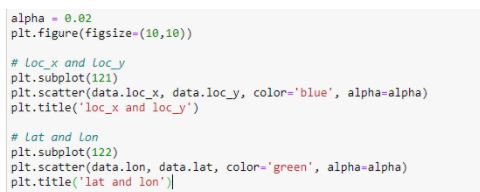 alpha = 0.02
plt.figure(figsize=(10,10))
# loc_x and loc_y
plt.subplot(121)
plt.scatter(data.loc_x, data.loc_y, color='blue', alpha=alpha)
plt.title('loc_x and loc_y')
# lat and lon
plt.subplot(122)
plt.scatter(data.lon, data.lat, color='green', alpha=alpha)
plt.title('lat and lon')